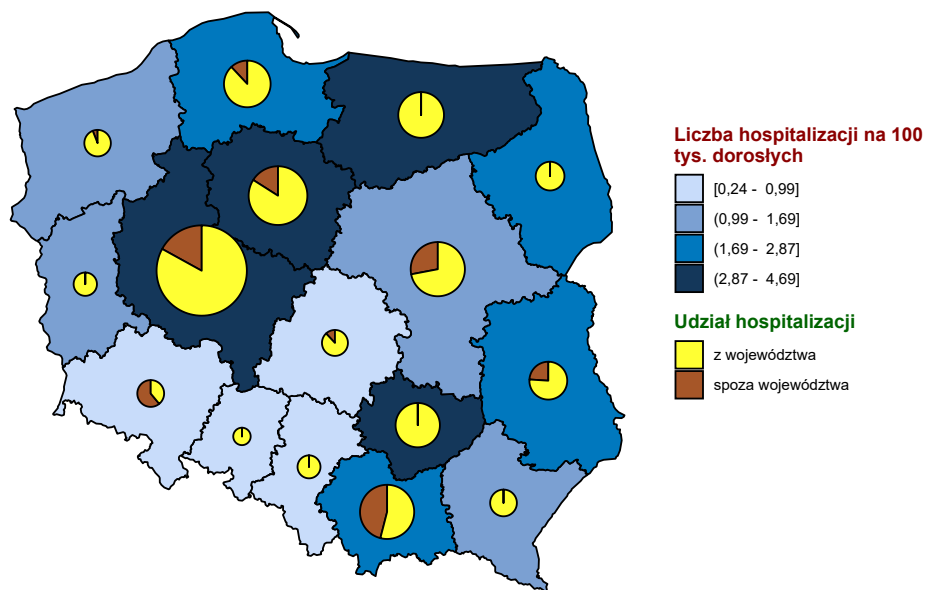 Liczba hospitalizacji na 100
tys. dorosłych
[0,24 - 0,99]
(0,99 - 1,69]
(1,69 - 2,87]
(2,87 - 4,69]
Udział hospitalizacji
z województwa
spoza województwa